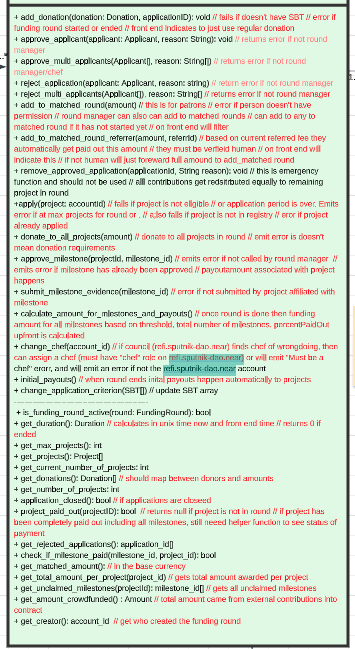 + add_donation(donation: Donation, applicationID): void // fails if doesn't have SBT // error if
funding round started or ended // front end indicates to just use regular donation
+ approve_applicant(applicant: Applicant, reason: String): void // returns error if not round
manager
+ approve_multi_applicants(Applicant[], reason: String[]) // returns error if not round
manager/chef
+ reject_application(applicant: Applicant, reason: string) // return error if not round manager
+ reject_multi_applicants(Applicant[], reason: String[] // returns error if not round manager
+ add_to_matched_round(amount) // this is for patrons // error if person doesn't have
permission // round manager can also can add to matched rounds // can add to any to
matched round if it has not started yet // on front end will filter
+ add_to_matched_round_referrer(amount, referrId) // based on current referred fee they
automatically get paid out this amount // they must be verfieid human // on front end will
indicate this // if not human will just foreward full amound to add_matched round
+ remove_approved_application(applicationId, String reason): void // this is emergency
function and should not be used // alll contributions get redsitrbuted equally to remaining
project in round
+apply(project: accountId) // falls if project is not eligible // or application period is over. Emits
error if at max projects for round or . // also fails if project is not in registry // eror if project
already applied
+ donate_to_all_projects(amount) // donate to all projects in round // emit error is doesn't
mean donation requirements
+ approve_milestone(projectId, milestone_id) // emits error if not called by round manager //
emits error if milestone has already been approved // payoutamount associated with project
happens
+ submit_milestone_evidence(milestone_id) // error if not submitted by project affiliated with
milestone
+ calculate_amount_for_milestones_and_payouts() // once round is done then funding
amount for all milestones based on threshold, total number of milestones, percentPaidOut
upfront is calculated
+ change_chef(account_id) // if council (refi.sputnik-dao.near) finds chef of wrongdoing, then
can assign a chef (must have "chef" role on refi.sputnik-dao.near) or will emit "Must be a
chef" erorr, and will emit an error if not the refi.sputnik-dao.near account
+ initial_payouts() // when round ends inital payouts happen automatically to projects
+ change_application_criterion(SBT[]) // update SBT array
----------------------------------------
+ is_funding_round_active(round: FundingRound): bool
+ get_duration(): Duration // calculates in unix time now and from end time // returns 0 if
ended
+ get_max_projects(): int
+ get_projects(): Project[]
+ get_current_number_of_projects: int
+ get_donations(): Donation[] // should map between donors and amounts
+ get_number_of_projects: int
+ application_closed(): bool // if applications are closeed
+ project_paid_out(projectID): bool // returns null if project is not in round // if project has
been completely paid out including all milestones, still neeed helper function to see status of
payment
+ get_rejected_applications(): application_id[]
+ check_if_milestone_paid(milestone_id, project_id): bool
+ get_matched_amount(): // In the base currency
+ get_total_amount_per_project(project_id) // gets total amount awarded per project
+ get_unclaimed_milestones(projectId): milestone_id[] // gets all unclaimed milestones
+ get_amount_crowdfunded() : Amount // total amount came from external contributions into
contract
+ get_creator(): account_Id // get who created the funding round